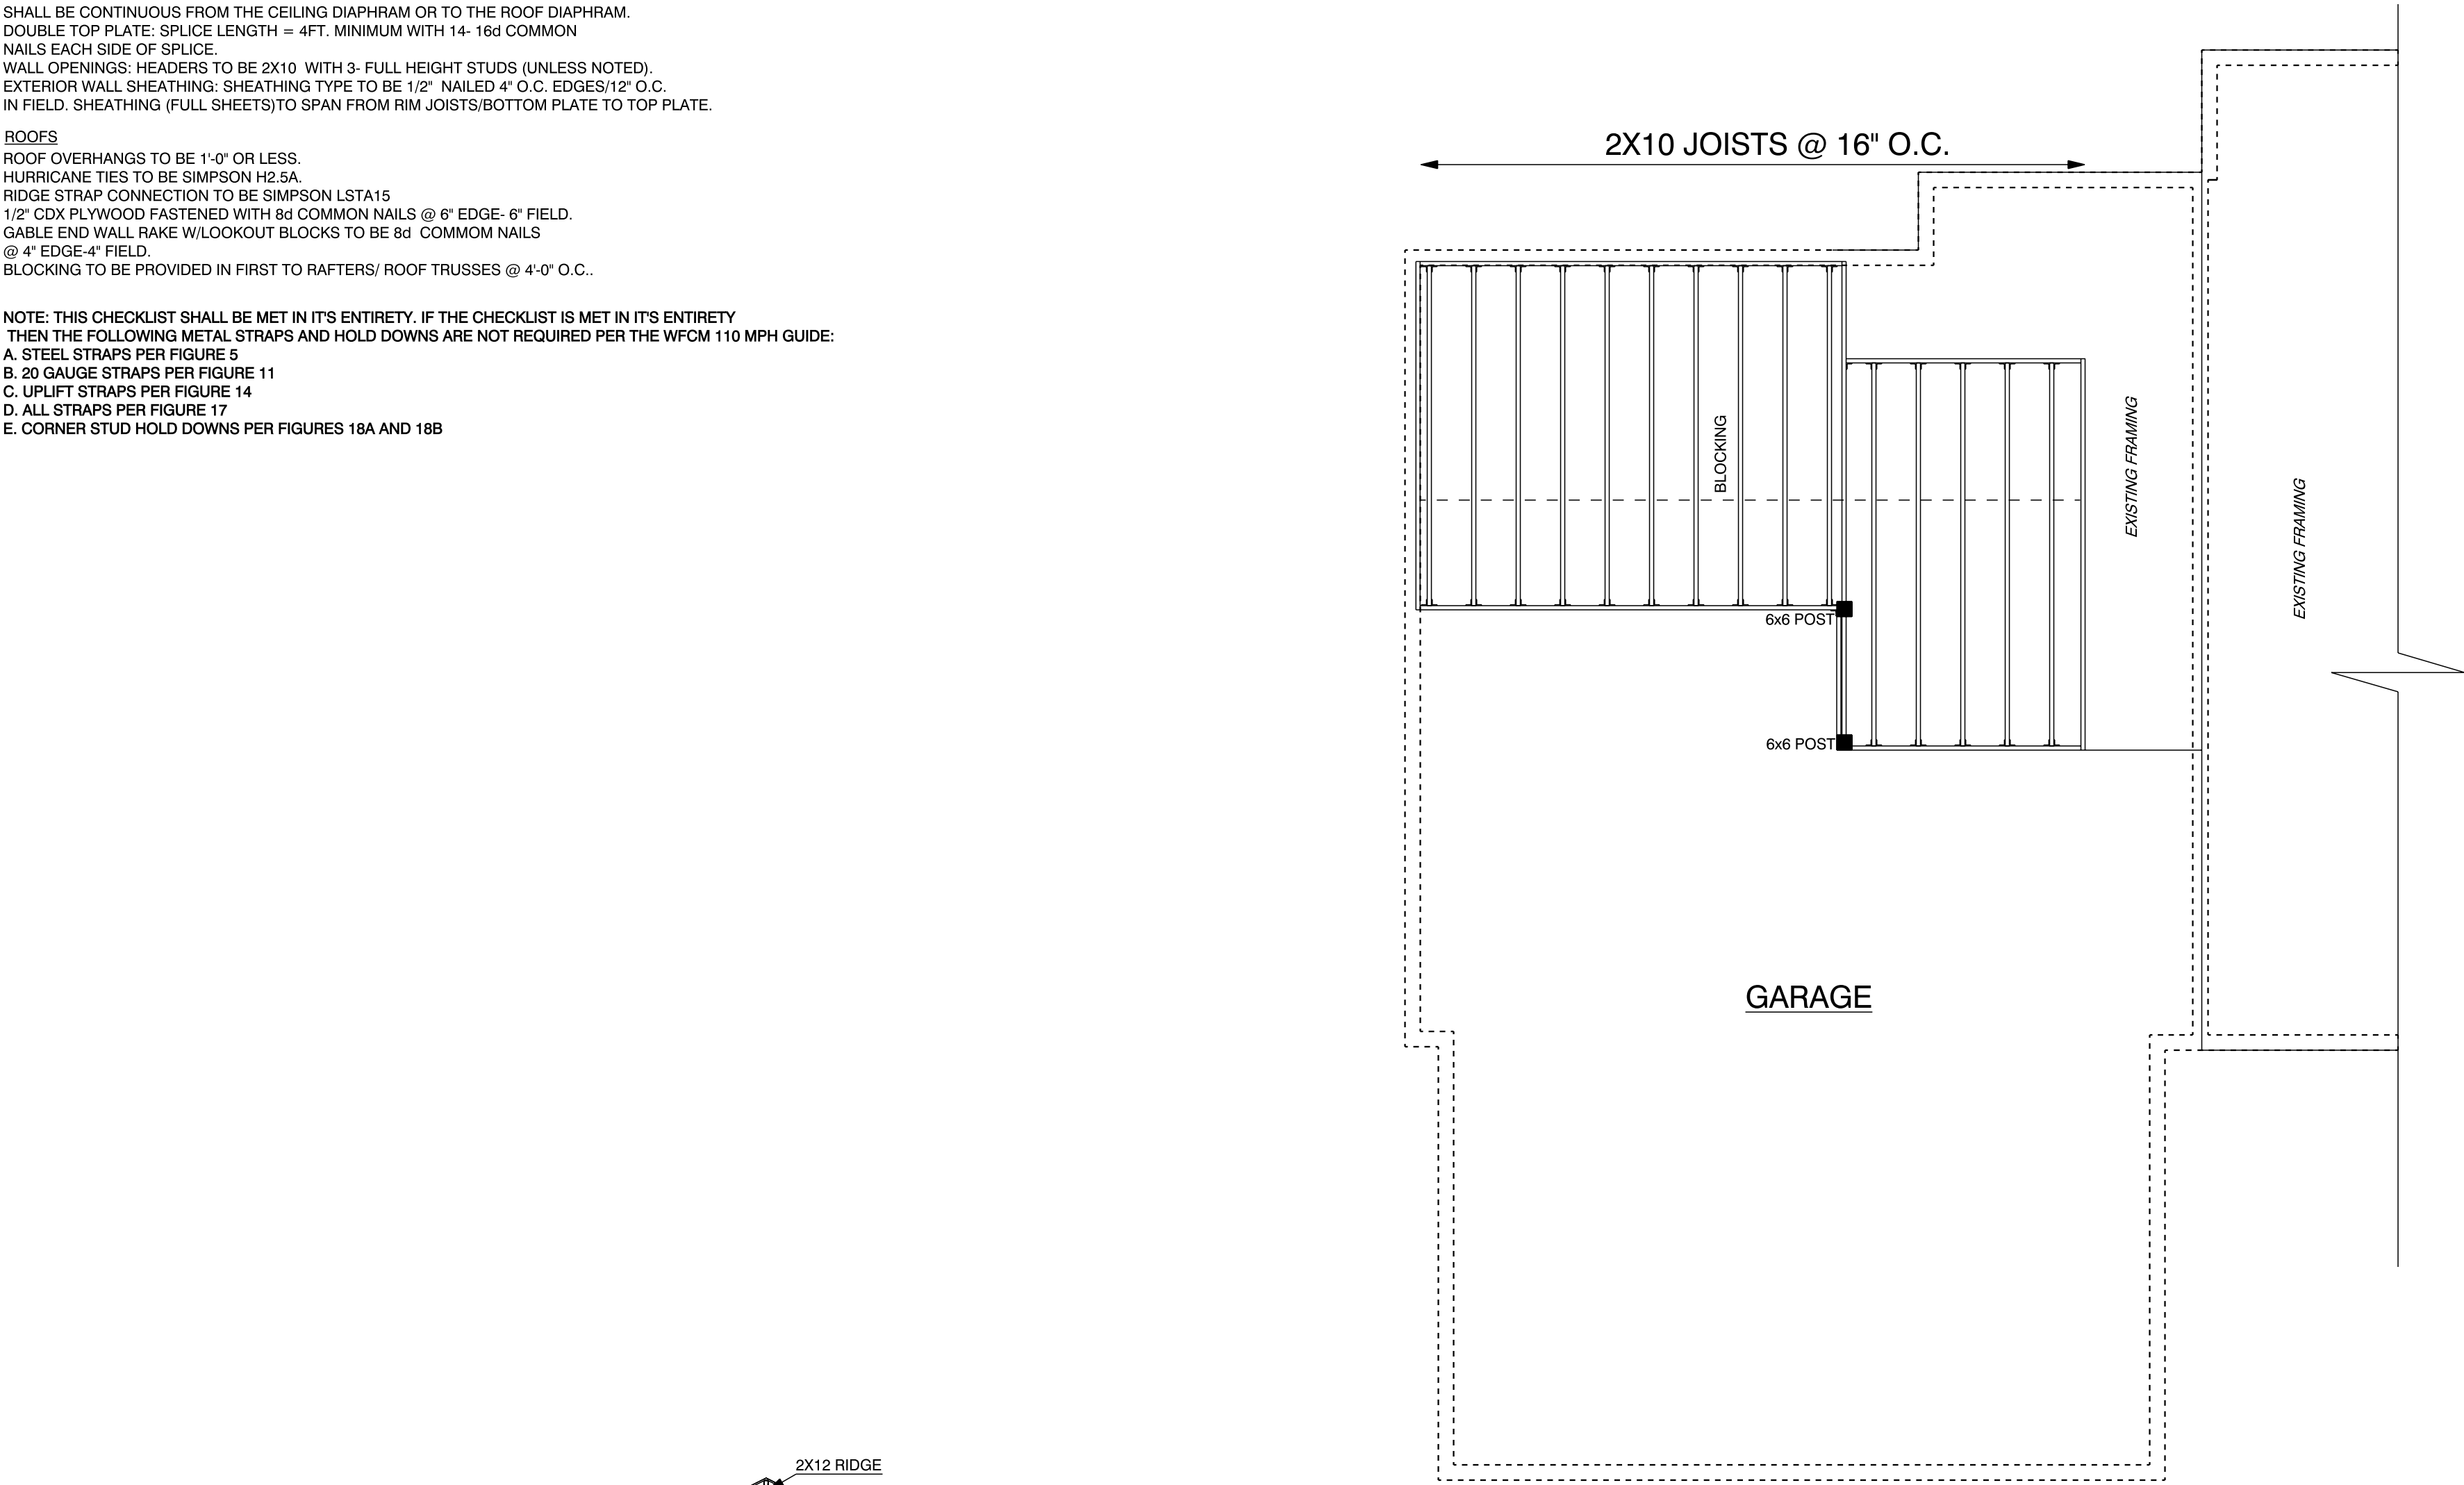 SHALL BE CONTINUOUS FROM THE CEILING DIAPHRAM OR TO THE ROOF DIAPHRAM.
DOUBLE TOP PLATE: SPLICE LENGTH = 4FT. MINIMUM WITH 14- 16d COMMON
NAILS EACH SIDE OF SPLICE.
WALL OPENINGS: HEADERS TO BE 2X10 WITH 3- FULL HEIGHT STUDS (UNLESS NOTED).
EXTERIOR WALL SHEATHING: SHEATHING TYPE TO BE 1/2" NAILED 4" O.C. EDGES/12" O.C.
IN FIELD. SHEATHING (FULL SHEETS)TO SPAN FROM RIM JOISTS/BOTTOM PLATE TO TOP PLATE.
ROOFS
ROOF OVERHANGS TO BE 1'-0" OR LESS.
HURRICANE TIES TO BE SIMPSON H2.5A.
RIDGE STRAP CONNECTION TO BE SIMPSON LSTA15
1/2" CDX PLYWOOD FASTENED WITH 8d COMMON NAILS @ 6" EDGE- 6" FIELD.
GABLE END WALL RAKE W/LOOKOUT BLOCKS TO BE 8d COMMOM NAILS
@ 4" EDGE-4" FIELD.
BLOCKING TO BE PROVIDED IN FIRST TO RAFTERS/ ROOF TRUSSES @ 4'-0" O.C..
NOTE: THIS CHECKLIST SHALL BE MET IN IT'S ENTIRETY. IF THE CHECKLIST IS MET IN IT'S ENTIRETY
THEN THE FOLLOWING METAL STRAPS AND HOLD DOWNS ARE NOT REQUIRED PER THE WFCM 110 MPH GUIDE:
A. STEEL STRAPS PER FIGURE 5
B. 20 GAUGE STRAPS PER FIGURE 11
C. UPLIFT STRAPS PER FIGURE 14
D. ALL STRAPS PER FIGURE 17
E. CORNER STUD HOLD DOWNS PER FIGURES 18A AND 18B
2X10 JOISTS @ 16" O.C.
BLOCKING
EXISTING FRAMING
EXISTING FRAMING
6x6 POST
6x6 POST
GARAGE
2X12 RIDGE